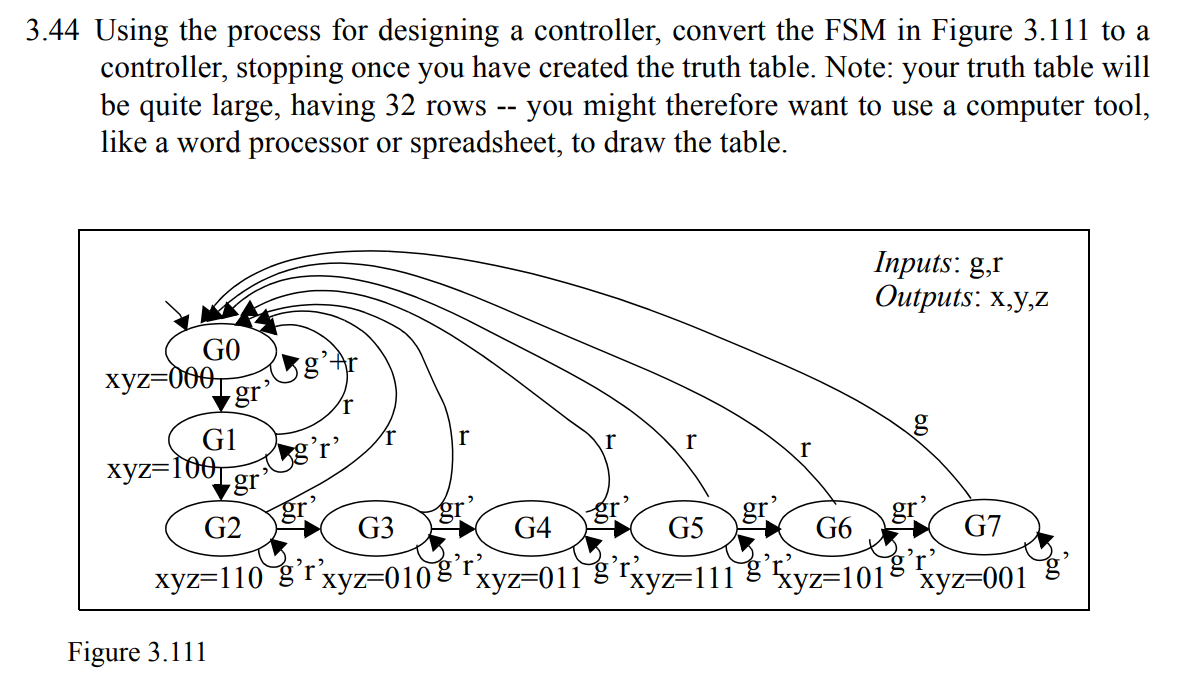 3.44 Using the process for designing a controller, convert the FSM in Figure 3.111 to a
controller, stopping once you have created the truth table. Note: your truth table will
be quite large, having 32 rows -- you might therefore want to use a computer tool,
like a word processor or spreadsheet, to draw the table.
Inputs: g,r
Outputs: x,y,z
G0
g’+r
xyz=000
gr’
r
g
G1
g’r’
r
r
r
r
r
xyz=100
gr’
G2
gr’
G3
gr’
G4
gr’
G5
gr’
G6
gr’
G7
xyz=110
g’r’
xyz=010
g’r’
xyz=011
g’r’
xyz=111
g’r’
xyz=101
g’r’
xyz=001
g’
Figure 3.111